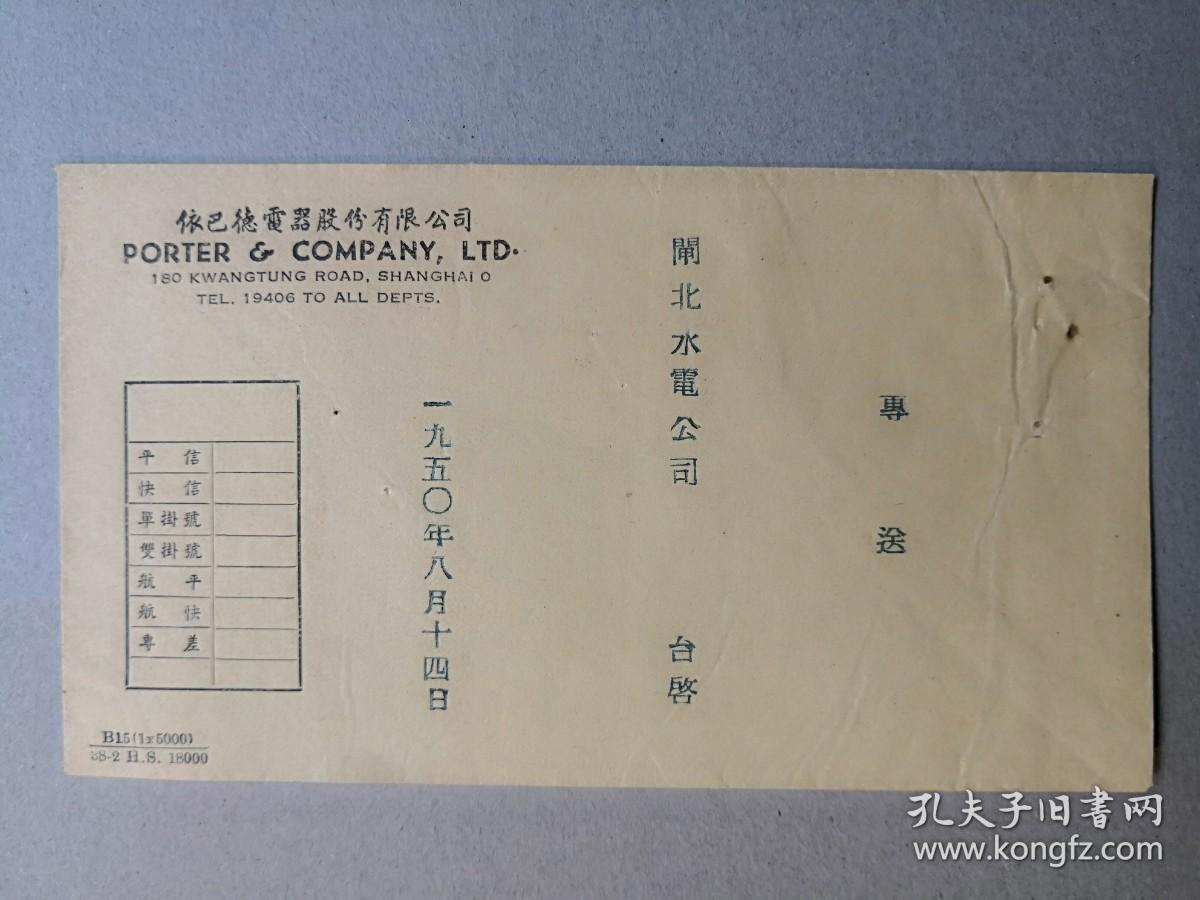 依巴德電器股份有限公司
PORTER & COMPANY, LTD.
180 KWANGTUNG ROAD, SHANGHAI 0
TEL. 19406 TO ALL DEPTS.
專送
閘北水電公司 台啓
一九五〇年八月十四日
平信
快信
單掛號
雙掛號
航平
航快
專差
B15(1x5000)
38-2 H.S. 18000
孔夫子旧书网
www.kongfz.com